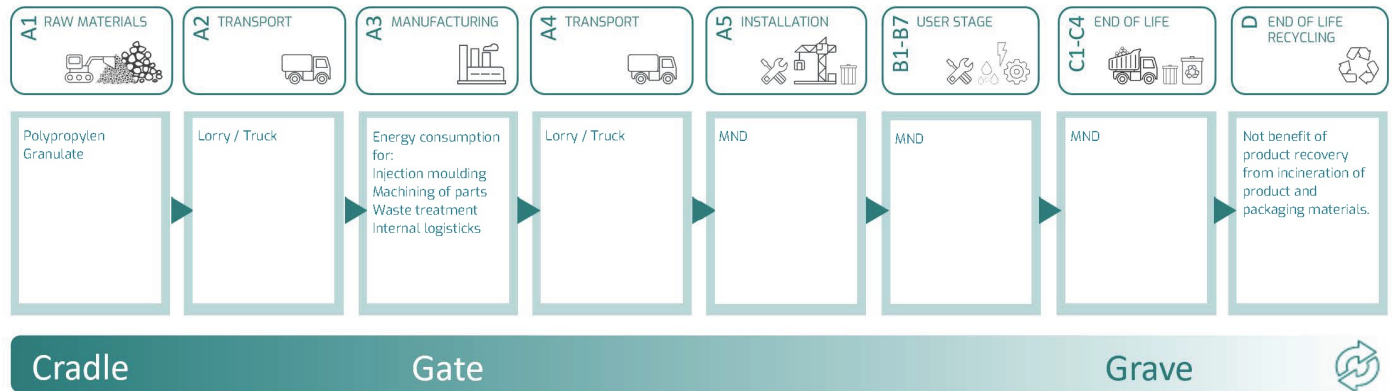 A1 RAW MATERIALS
A2 TRANSPORT
A3 MANUFACTURING
A4 TRANSPORT
A5 INSTALLATION
B1-B7 USER STAGE
C1-C4 END OF LIFE
D END OF LIFE
RECYCLING
Polypropylen
Granulate
Lorry / Truck
Energy consumption
for:
Injection moulding
Machining of parts
Waste treatment
Internal logisticks
Lorry / Truck
MND
MND
MND
Not benefit of
product recovery
from incineration of
product and
packaging materials.
Cradle
Gate
Grave